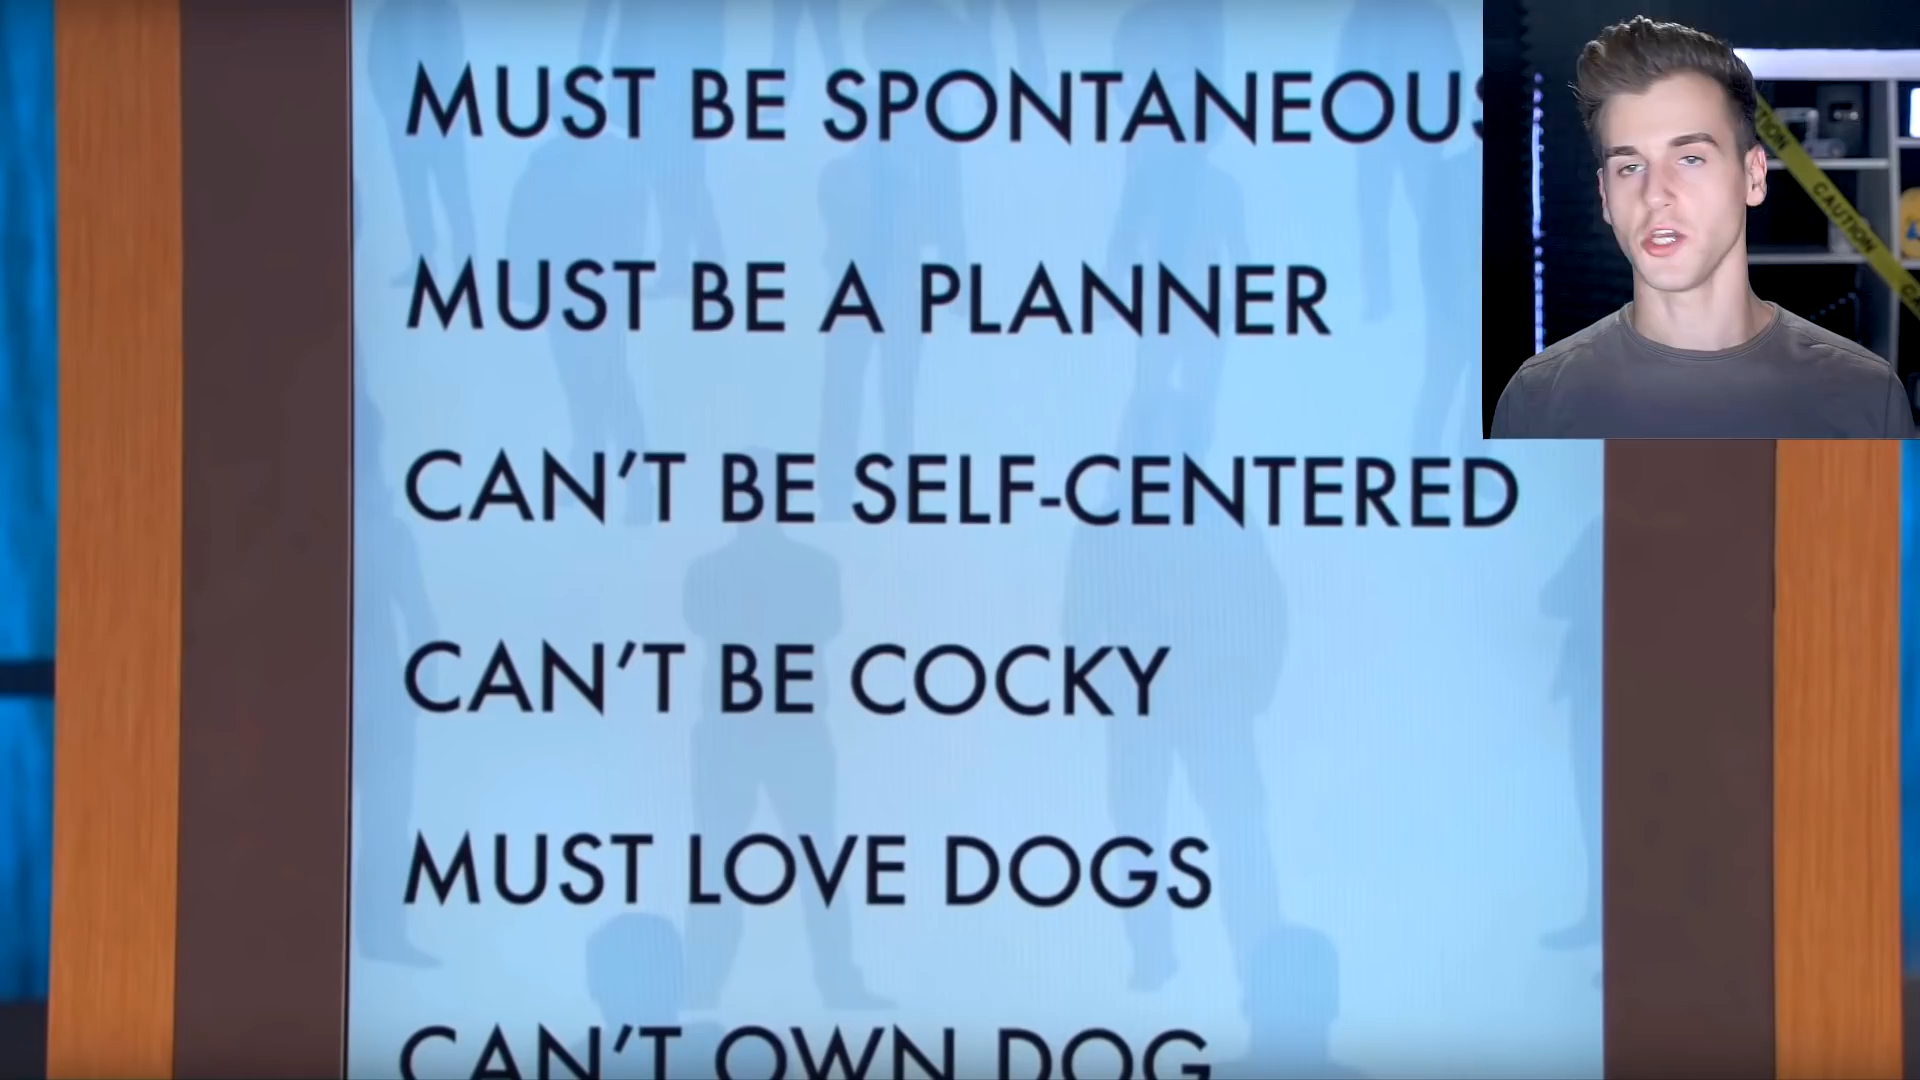 MUST BE SPONTANEOUS
MUST BE A PLANNER
CAN'T BE SELF-CENTERED
CAN'T BE COCKY
MUST LOVE DOGS
CAN'T OWN DOG
CAUTION